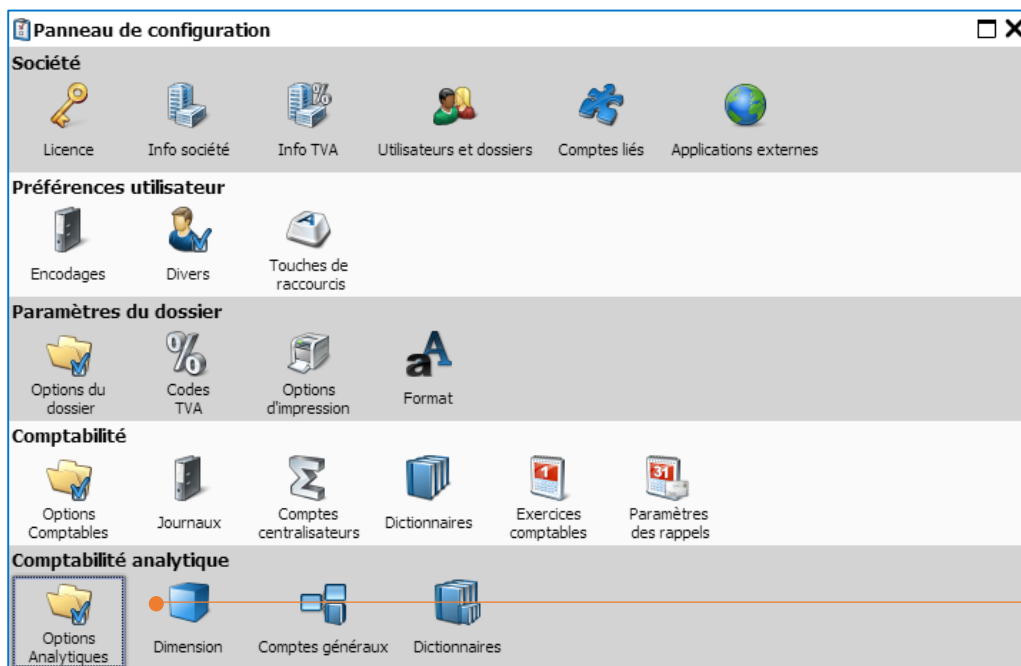 Panneau de configuration
Société
Licence
Info société
Info TVA
Utilisateurs et dossiers
Comptes liés
Applications externes
Préférences utilisateur
Encodages
Divers
Touches de
raccourcis
Paramètres du dossier
Options du
dossier
Codes
TVA
Options
d'impression
Format
Comptabilité
Options
Comptables
Journaux
Comptes
centralisateurs
Dictionnaires
Exercices
comptables
Paramètres
des rappels
Comptabilité analytique
Options
Analytiques
Dimension
Comptes généraux
Dictionnaires